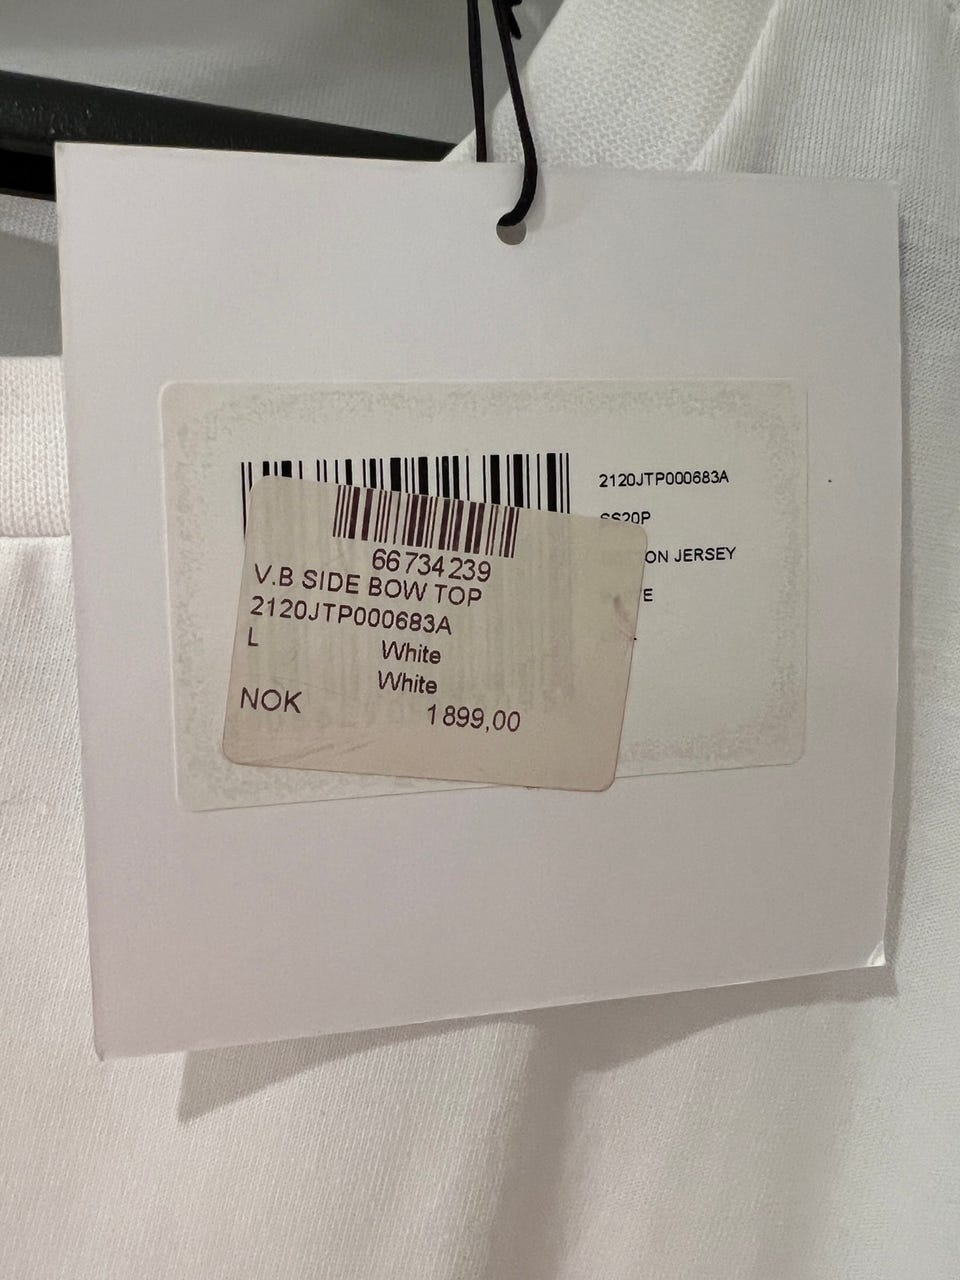 2120JTP000683A
SS20P
ON JERSEY
E
66734239
V.B SIDE BOW TOP
2120JTP000683A
L White
White
NOK 1899,00